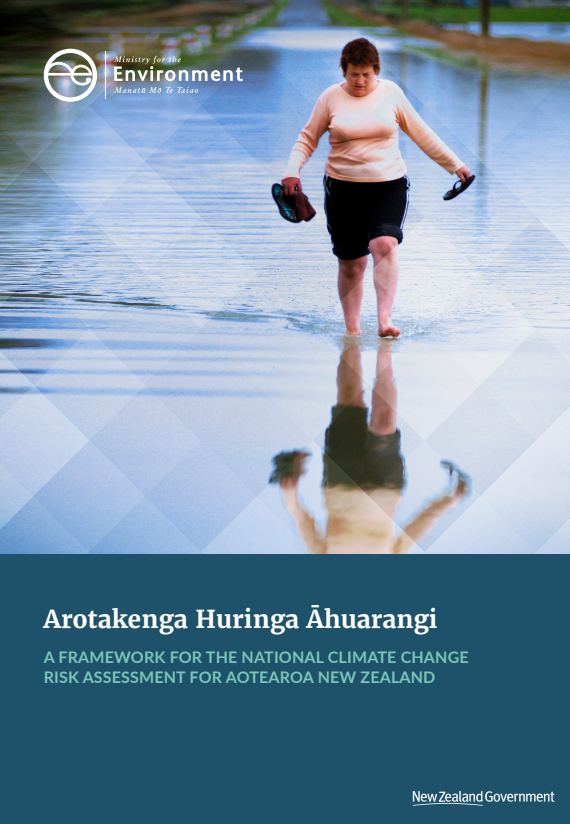 Ministry for the
Environment
Manatū Mō Te Taiao
Arotakenga Huringa Āhuarangi
A FRAMEWORK FOR THE NATIONAL CLIMATE CHANGE
RISK ASSESSMENT FOR AOTEAROA NEW ZEALAND
New Zealand Government